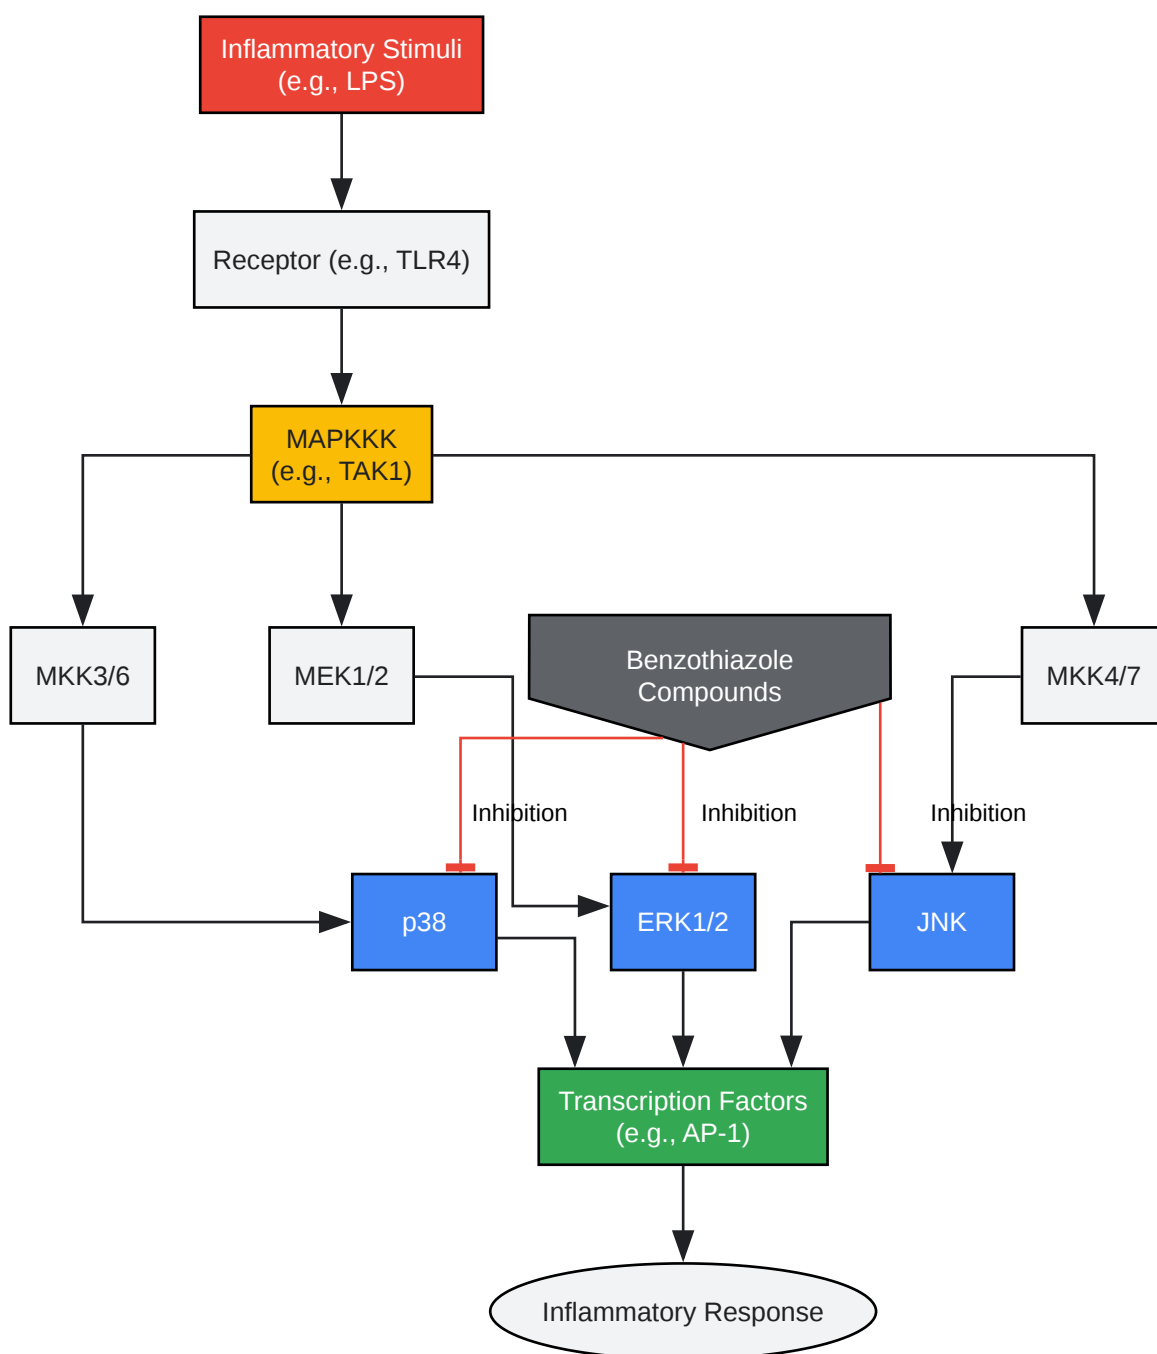 Inflammatory Stimuli
(e.g., LPS)
Receptor (e.g., TLR4)
MAPKKK
(e.g., TAK1)
MKK3/6
MEK1/2
Benzothiazole
Compounds
MKK4/7
Inhibition
Inhibition
Inhibition
p38
ERK1/2
JNK
Transcription Factors
(e.g., AP-1)
Inflammatory Response